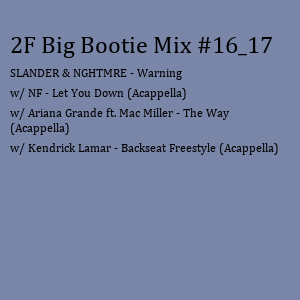 2F Big Bootie Mix #16_17
SLANDER & NGHTMRE - Warning
w/ NF - Let You Down (Acappella)
w/ Ariana Grande ft. Mac Miller - The Way
(Acappella)
w/ Kendrick Lamar - Backseat Freestyle (Acappella)